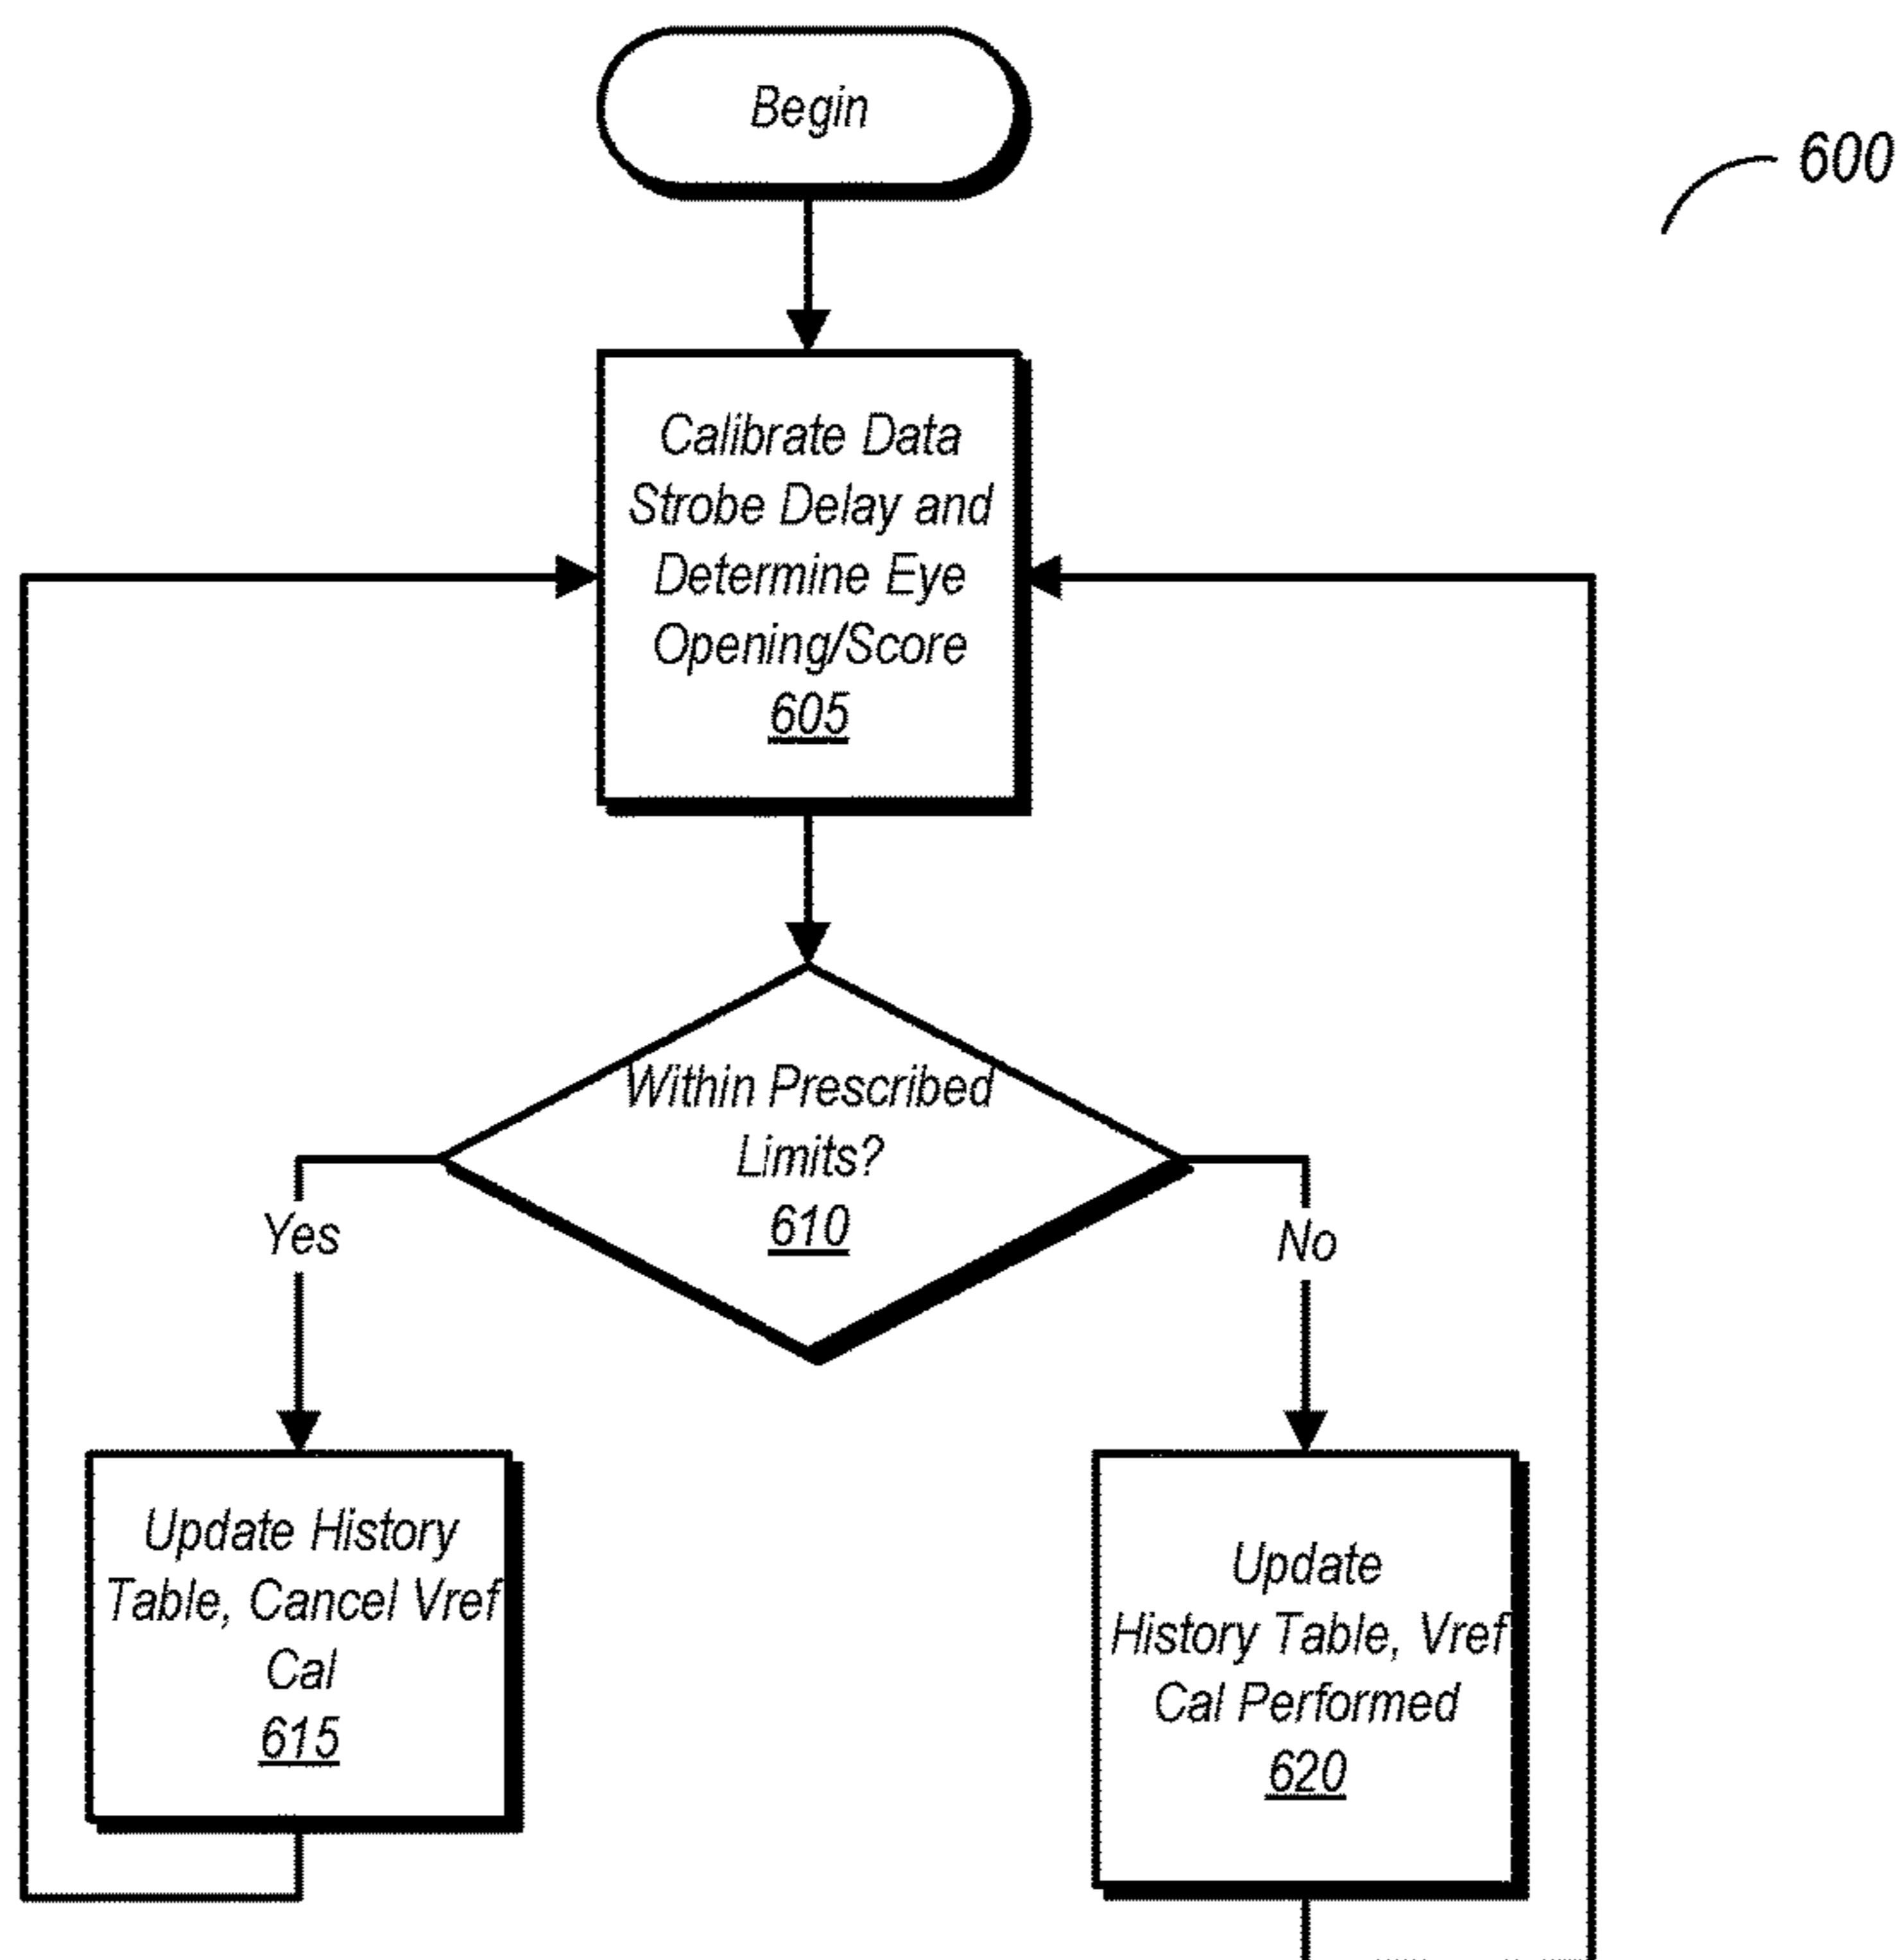 Begin
600
Calibrate Data
Strobe Delay and
Determine Eye
Opening/Score
605
Within Prescribed
Limits?
610
Yes
No
Update History
Table, Cancel Vref
Cal
615
Update
History Table, Vref
Cal Performed
620